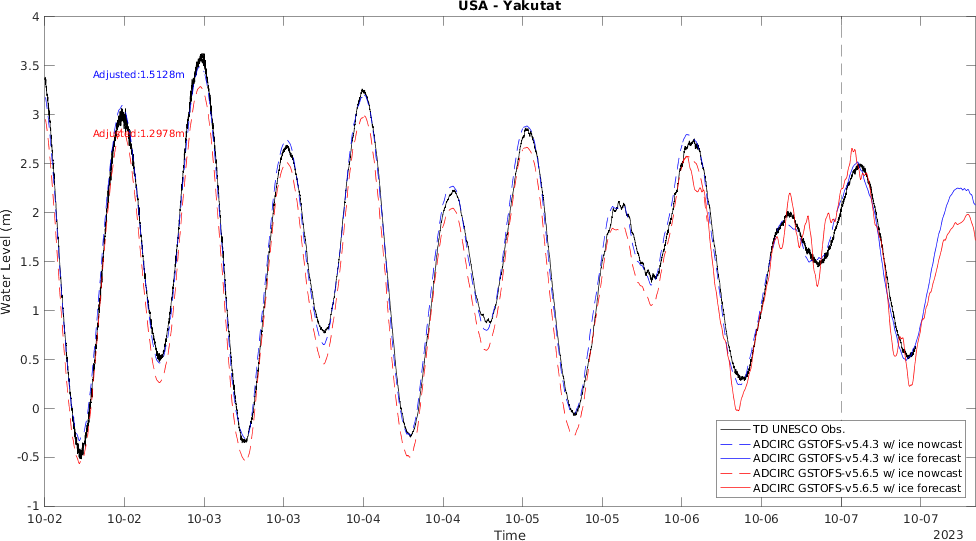 USA - Yakutat
4
3.5
3
2.5
2
1.5
1
0.5
0
-0.5
-1
Water Level (m)
Adjusted:1.5128m
Adjusted:1.2978m
TD UNESCO Obs.
ADCIRC GSTOFS-v5.4.3 w/ ice nowcast
ADCIRC GSTOFS-v5.4.3 w/ ice forecast
ADCIRC GSTOFS-v5.6.5 w/ ice nowcast
ADCIRC GSTOFS-v5.6.5 w/ ice forecast
10-02 10-02 10-03 10-03 10-04 10-04 10-05 10-05 10-06 10-06 10-07 10-07
Time
2023